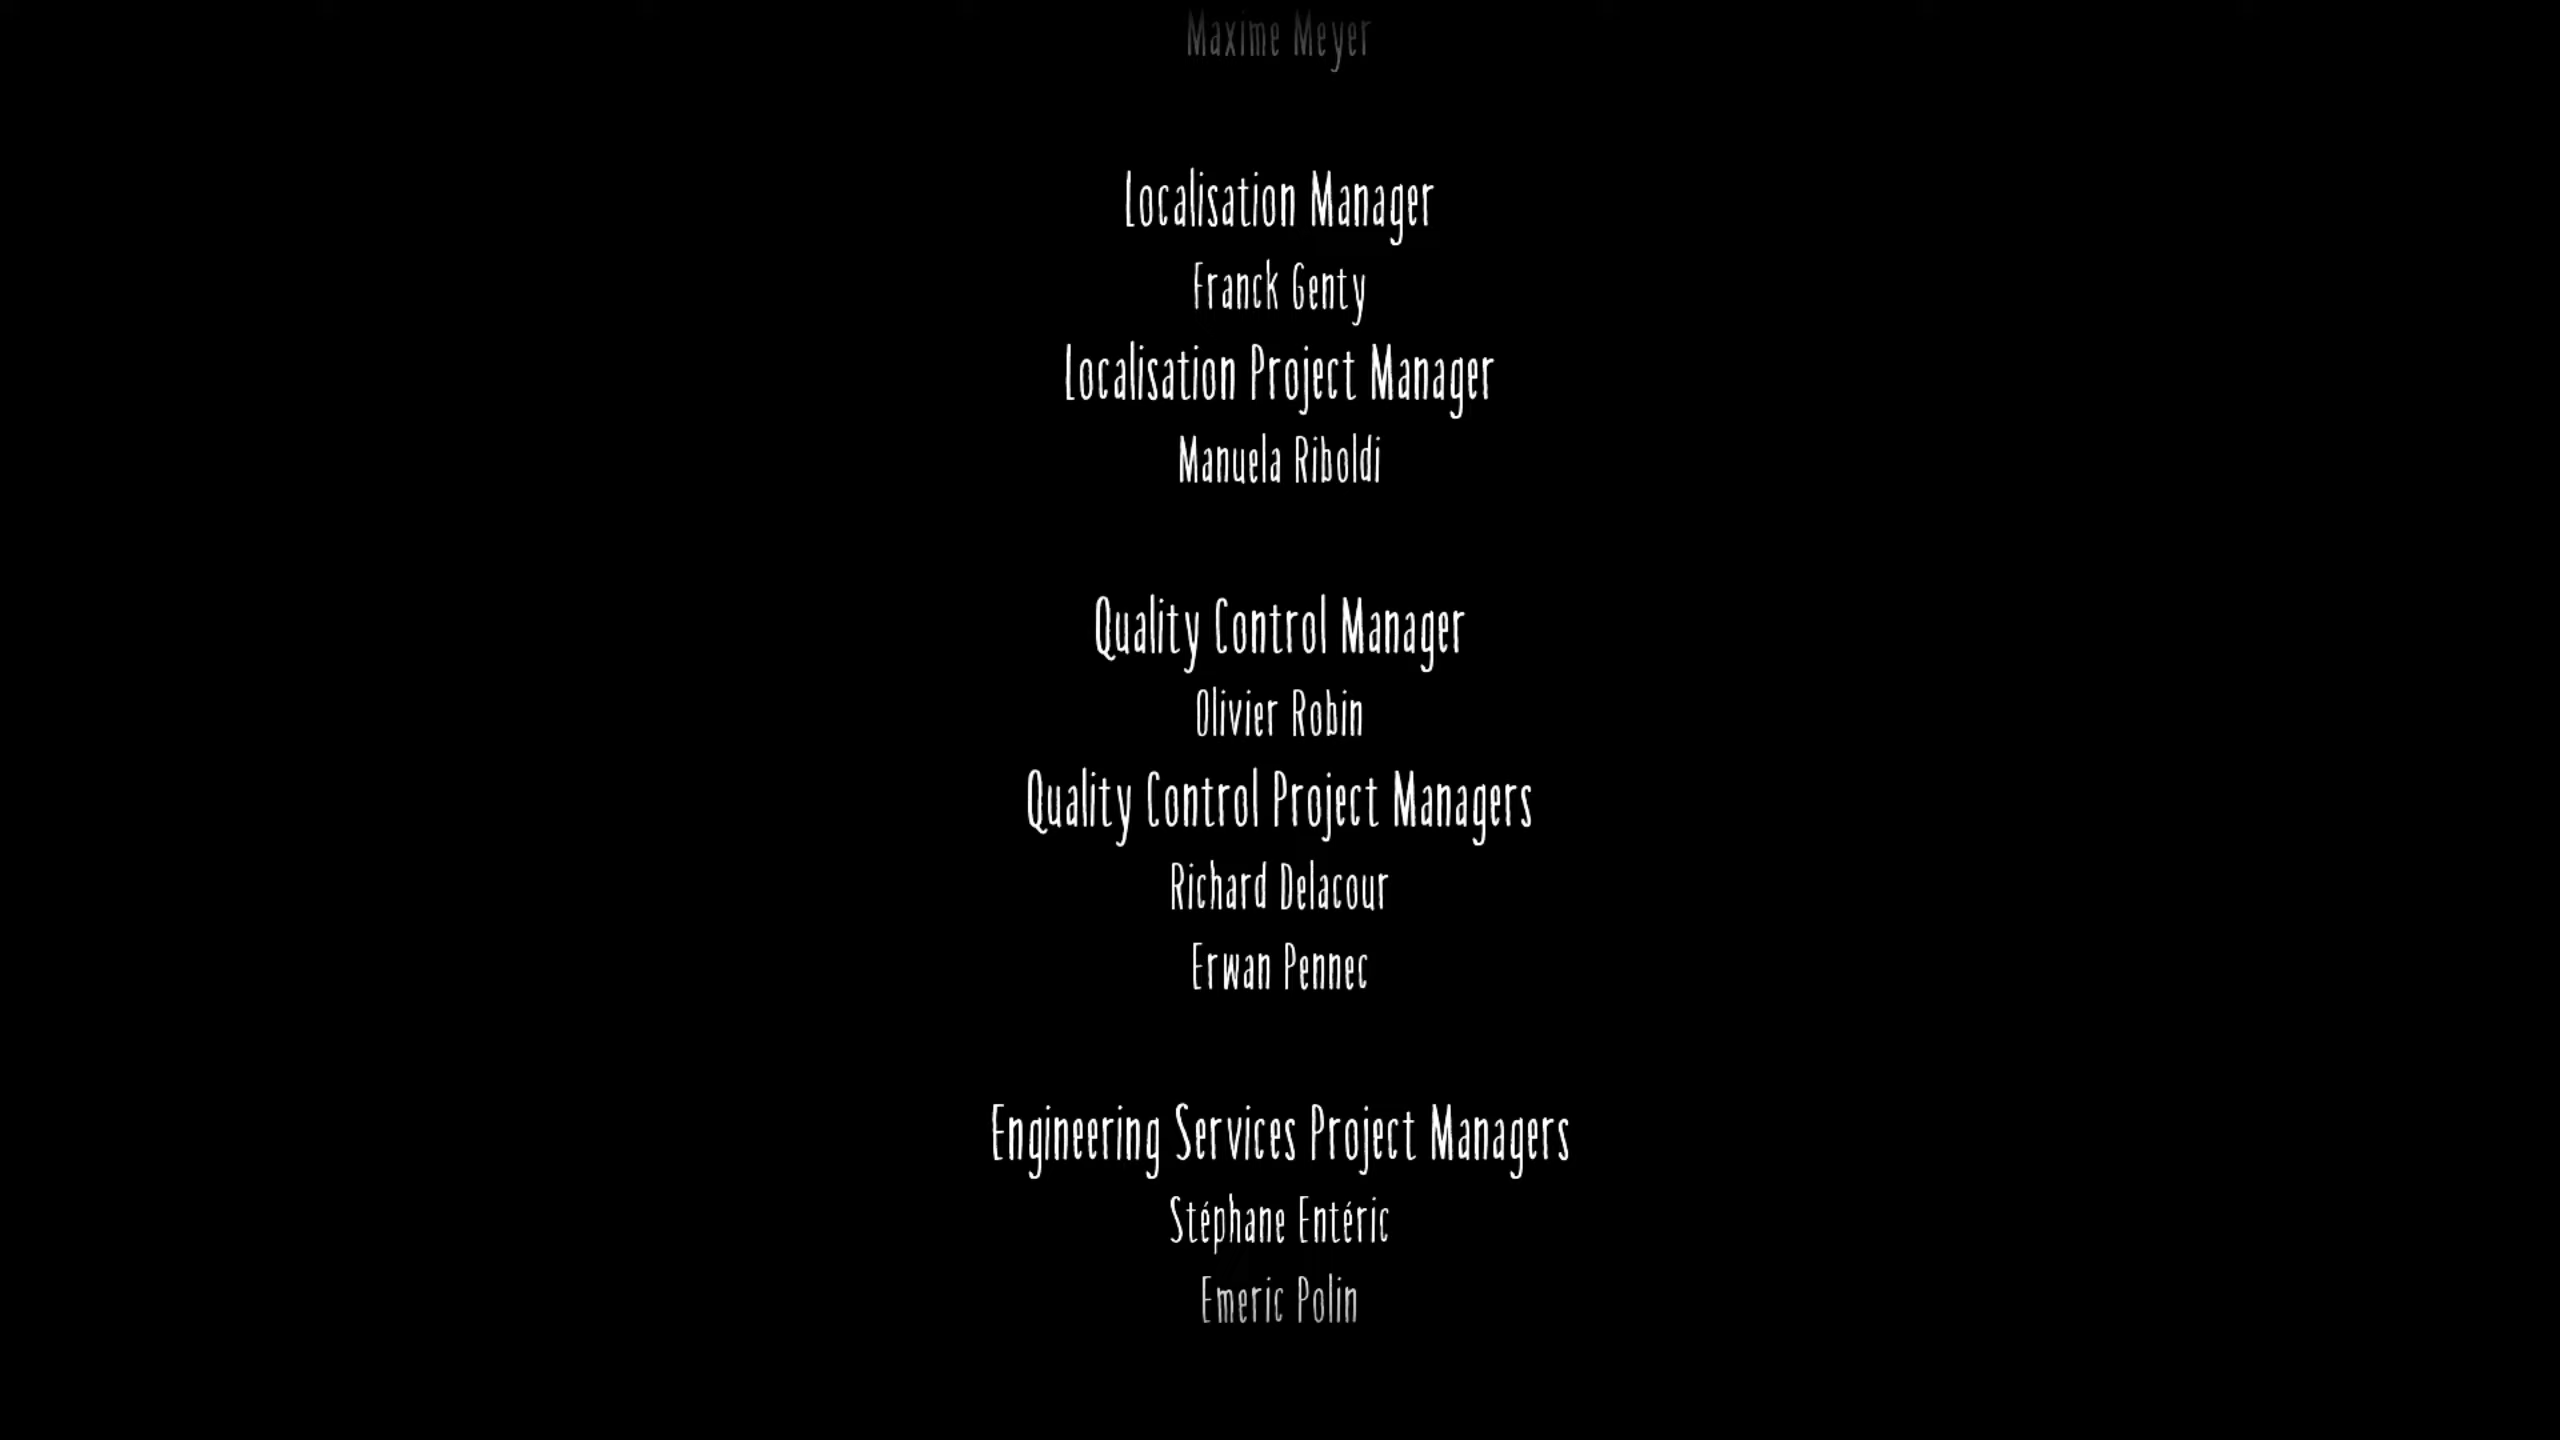 Maxime Meyer
Localisation Manager
Franck Genty
Localisation Project Manager
Manuela Riboldi
Quality Control Manager
Olivier Robin
Quality Control Project Managers
Richard Delacour
Erwan Pennec
Engineering Services Project Managers
Stéphane Entéric
Emeric Polin